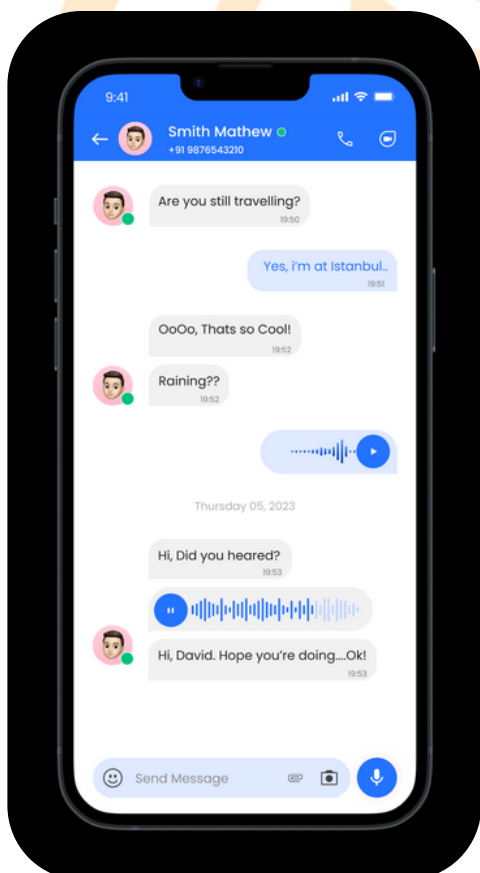 9:41
Smith Mathew
+91 9876543210
Are you still travelling?
19:50
Yes, i'm at Istanbul..
19:51
OoOo, Thats so Cool!
19:52
Raining??
19:52
Thursday 05, 2023
Hi, Did you heared?
19:53
Hi, David. Hope you're doing....Ok!
19:53
Send Message